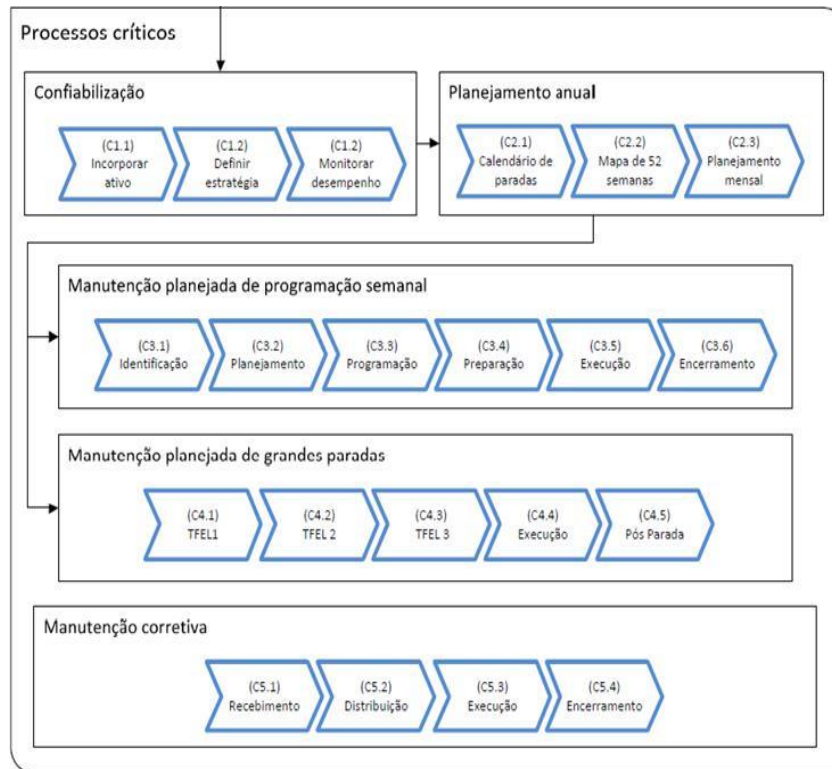 Processos críticos
Confiabilização
(C1.1)
Incorporar
ativo
(C1.2)
Definir
estratégia
(C1.2)
Monitorar
desempenho
Planejamento anual
(C2.1)
Calendário de
paradas
(C2.2)
Mapa de 52
semanas
(C2.3)
Planejamento
mensal
Manutenção planejada de programação semanal
(C3.1)
Identificação
(C3.2)
Planejamento
(C3.3)
Programação
(C3.4)
Preparação
(C3.5)
Execução
(C3.6)
Encerramento
Manutenção planejada de grandes paradas
(C4.1)
TFEL1
(C4.2)
TFEL 2
(C4.3)
TFEL 3
(C4.4)
Execução
(C4.5)
Pós Parada
Manutenção corretiva
(C5.1)
Recebimento
(C5.2)
Distribuição
(C5.3)
Execução
(C5.4)
Encerramento